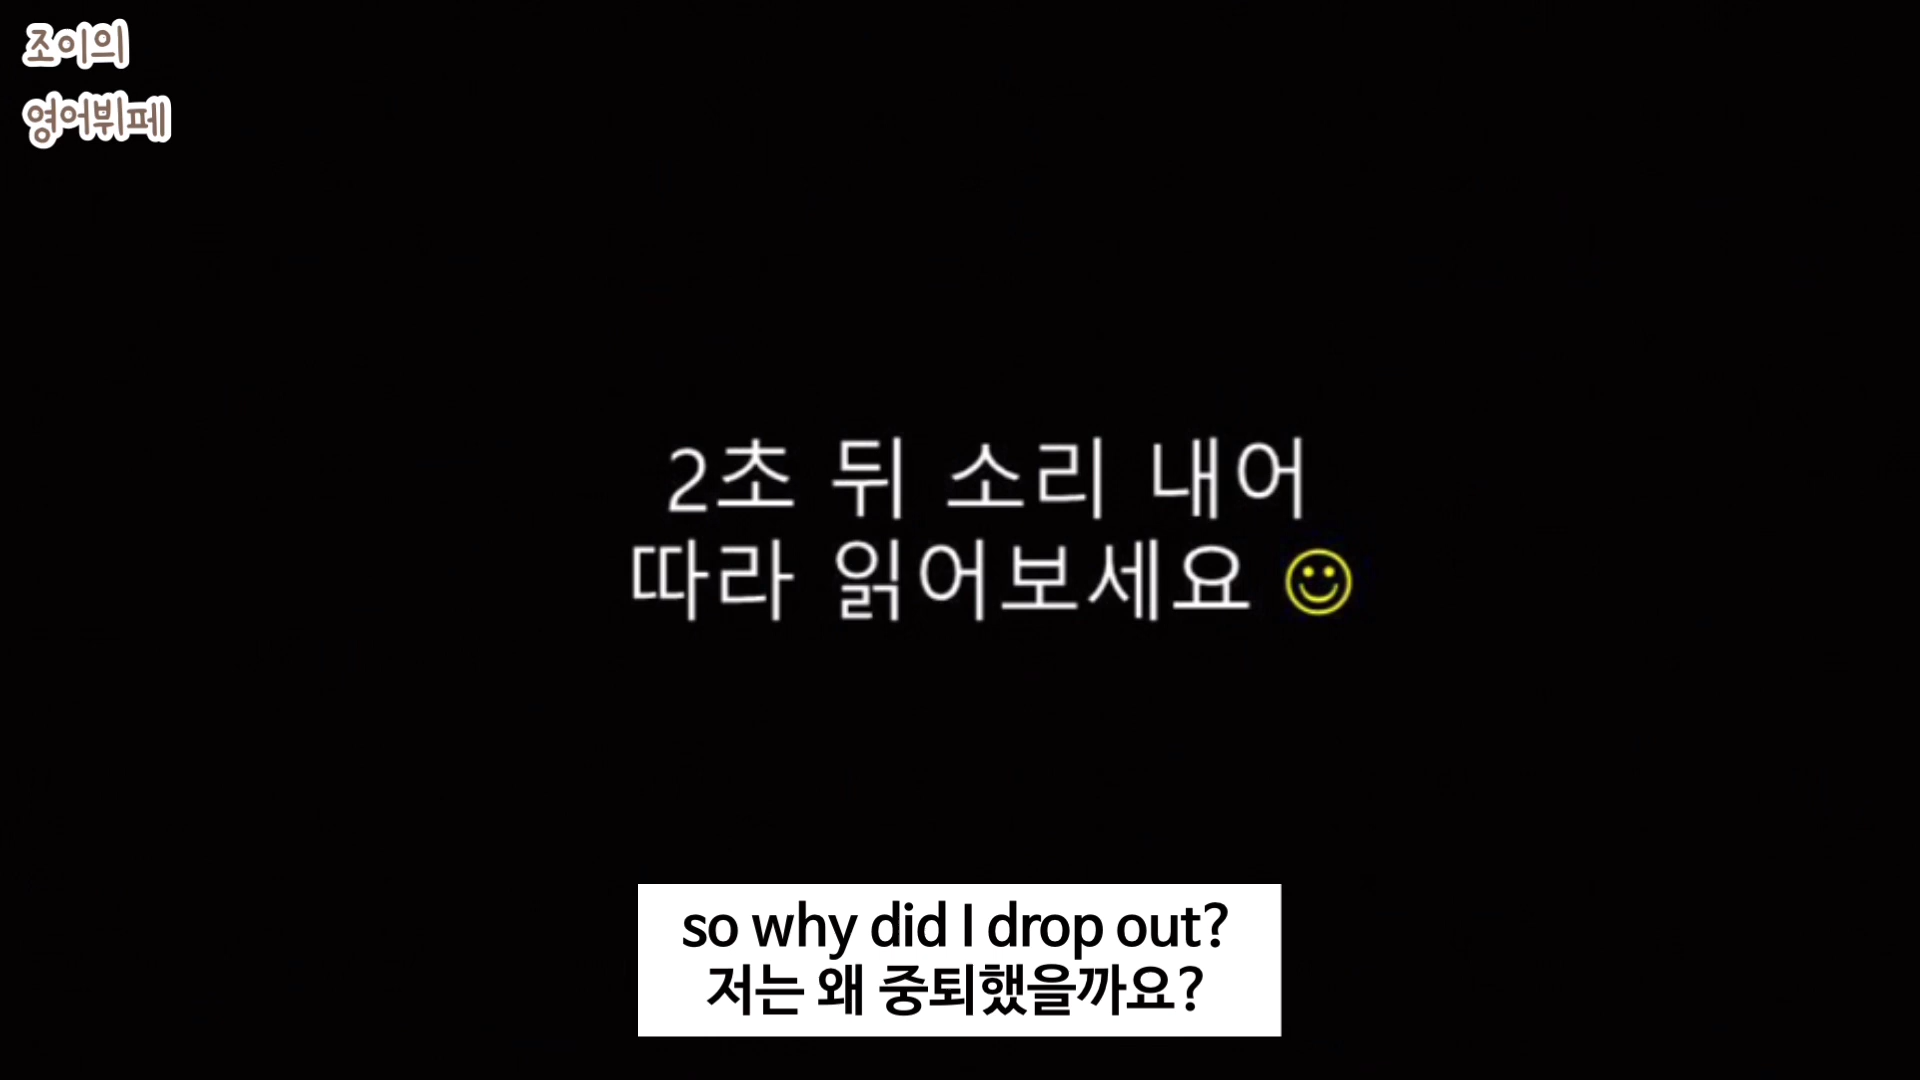 조이의
영어뷔페
2초 뒤 소리 내어
따라 읽어보세요 ☺
so why did I drop out?
저는 왜 중퇴했을까요?